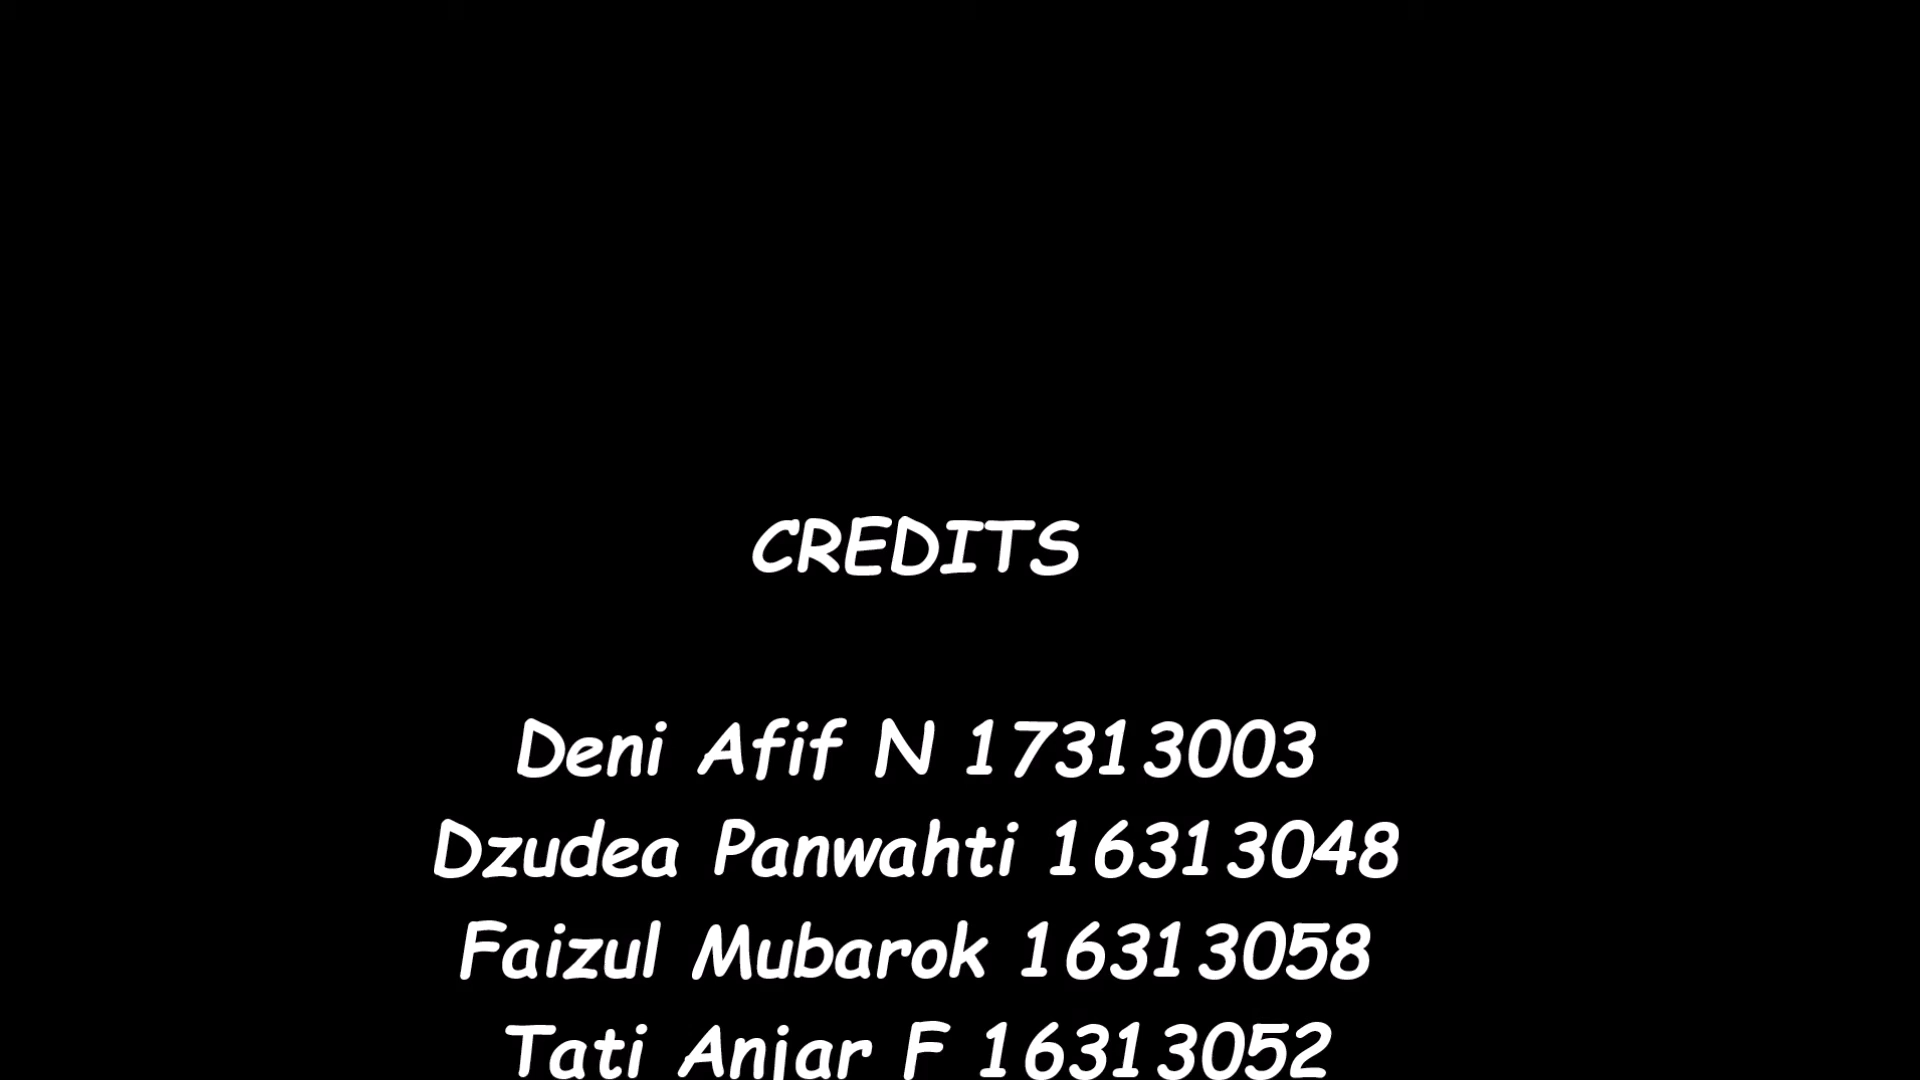 CREDITS
Deni Afif N 17313003
Dzudea Panwahti 16313048
Faizul Mubarok 16313058
Tati Anjar F 16313052